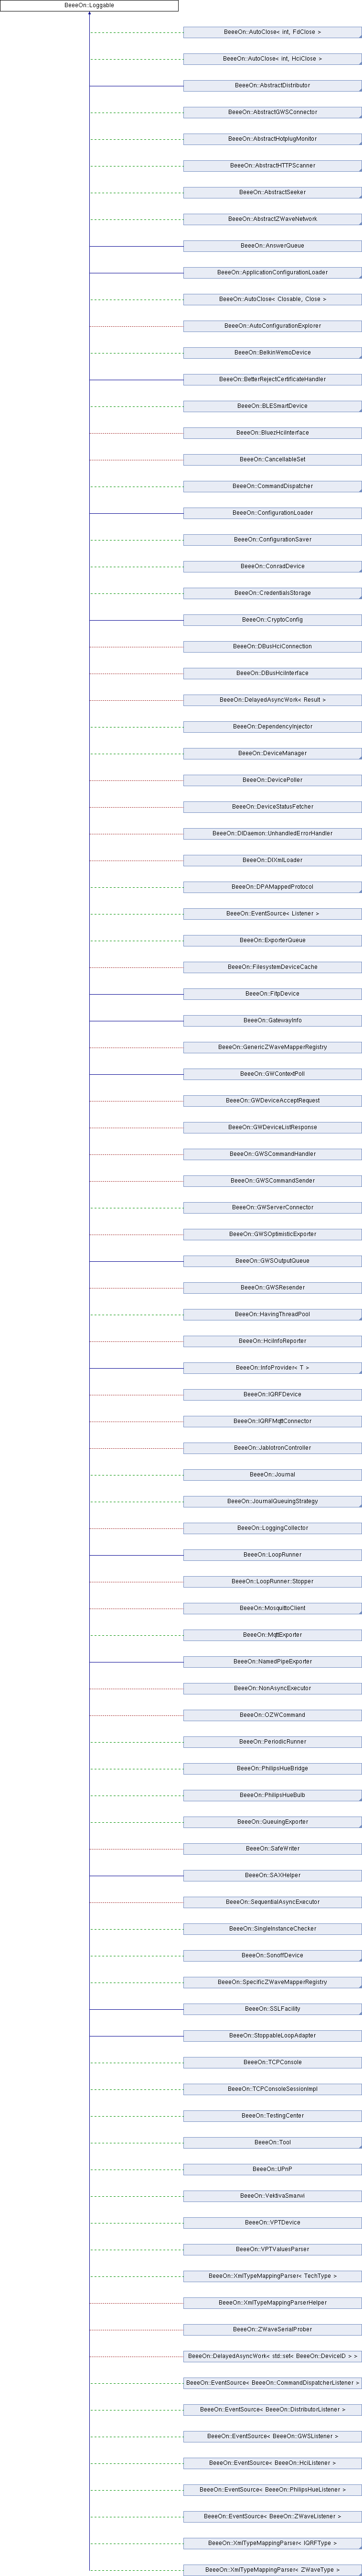 BeeeOn::Loggable
BeeeOn::AutoClose< int, FdClose >
BeeeOn::AutoClose< int, HciClose >
BeeeOn::AbstractDistributor
BeeeOn::AbstractGWSConnector
BeeeOn::AbstractHotplugMonitor
BeeeOn::AbstractHTTPScanner
BeeeOn::AbstractSeeker
BeeeOn::AbstractZWaveNetwork
BeeeOn::AnswerQueue
BeeeOn::ApplicationConfigurationLoader
BeeeOn::AutoClose< Closable, Close >
BeeeOn::AutoConfigurationExplorer
BeeeOn::BelkinWemoDevice
BeeeOn::BetterRejectCertificateHandler
BeeeOn::BLESmartDevice
BeeeOn::BluezHciInterface
BeeeOn::CancellableSet
BeeeOn::CommandDispatcher
BeeeOn::ConfigurationLoader
BeeeOn::ConfigurationSaver
BeeeOn::ConradDevice
BeeeOn::CredentialsStorage
BeeeOn::CryptoConfig
BeeeOn::DBusHciConnection
BeeeOn::DBusHciInterface
BeeeOn::DelayedAsyncWork< Result >
BeeeOn::DependencyInjector
BeeeOn::DeviceManager
BeeeOn::DevicePoller
BeeeOn::DeviceStatusFetcher
BeeeOn::DIDaemon::UnhandledErrorHandler
BeeeOn::DIXmlLoader
BeeeOn::DPAMappedProtocol
BeeeOn::EventSource< Listener >
BeeeOn::ExporterQueue
BeeeOn::FilesystemDeviceCache
BeeeOn::FitpDevice
BeeeOn::GatewayInfo
BeeeOn::GenericZWaveMapperRegistry
BeeeOn::GWContextPoll
BeeeOn::GWDeviceAcceptRequest
BeeeOn::GWDeviceListResponse
BeeeOn::GWSCommandHandler
BeeeOn::GWSCommandSender
BeeeOn::GWServerConnector
BeeeOn::GWSOptimisticExporter
BeeeOn::GWSOutputQueue
BeeeOn::GWSResender
BeeeOn::HavingThreadPool
BeeeOn::HciInfoReporter
BeeeOn::InfoProvider< T >
BeeeOn::IQRFDevice
BeeeOn::IQRFMqttConnector
BeeeOn::JablotronController
BeeeOn::Journal
BeeeOn::JournalQueuingStrategy
BeeeOn::LoggingCollector
BeeeOn::LoopRunner
BeeeOn::LoopRunner::Stopper
BeeeOn::MosquittoClient
BeeeOn::MqttExporter
BeeeOn::NamedPipeExporter
BeeeOn::NonAsyncExecutor
BeeeOn::OZWCommand
BeeeOn::PeriodicRunner
BeeeOn::PhilipsHueBridge
BeeeOn::PhilipsHueBulb
BeeeOn::QueuingExporter
BeeeOn::SafeWriter
BeeeOn::SAXHelper
BeeeOn::SequentialAsyncExecutor
BeeeOn::SingleInstanceChecker
BeeeOn::SonoffDevice
BeeeOn::SpecificZWaveMapperRegistry
BeeeOn::SSLFacility
BeeeOn::StoppableLoopAdapter
BeeeOn::TCPConsole
BeeeOn::TCPConsoleSessionImpl
BeeeOn::TestingCenter
BeeeOn::Tool
BeeeOn::UPnP
BeeeOn::VektivaSmarwi
BeeeOn::VPTDevice
BeeeOn::VPTValuesParser
BeeeOn::XmlTypeMappingParser< TechType >
BeeeOn::XmlTypeMappingParserHelper
BeeeOn::ZWaveSerialProber
BeeeOn::DelayedAsyncWork< std::set< BeeeOn::DeviceID > >
BeeeOn::EventSource< BeeeOn::CommandDispatcherListener >
BeeeOn::EventSource< BeeeOn::DistributorListener >
BeeeOn::EventSource< BeeeOn::GWSListener >
BeeeOn::EventSource< BeeeOn::HciListener >
BeeeOn::EventSource< BeeeOn::PhilipsHueListener >
BeeeOn::EventSource< BeeeOn::ZWaveListener >
BeeeOn::XmlTypeMappingParser< IQRFType >
BeeeOn::XmlTypeMappingParser< ZWaveType >